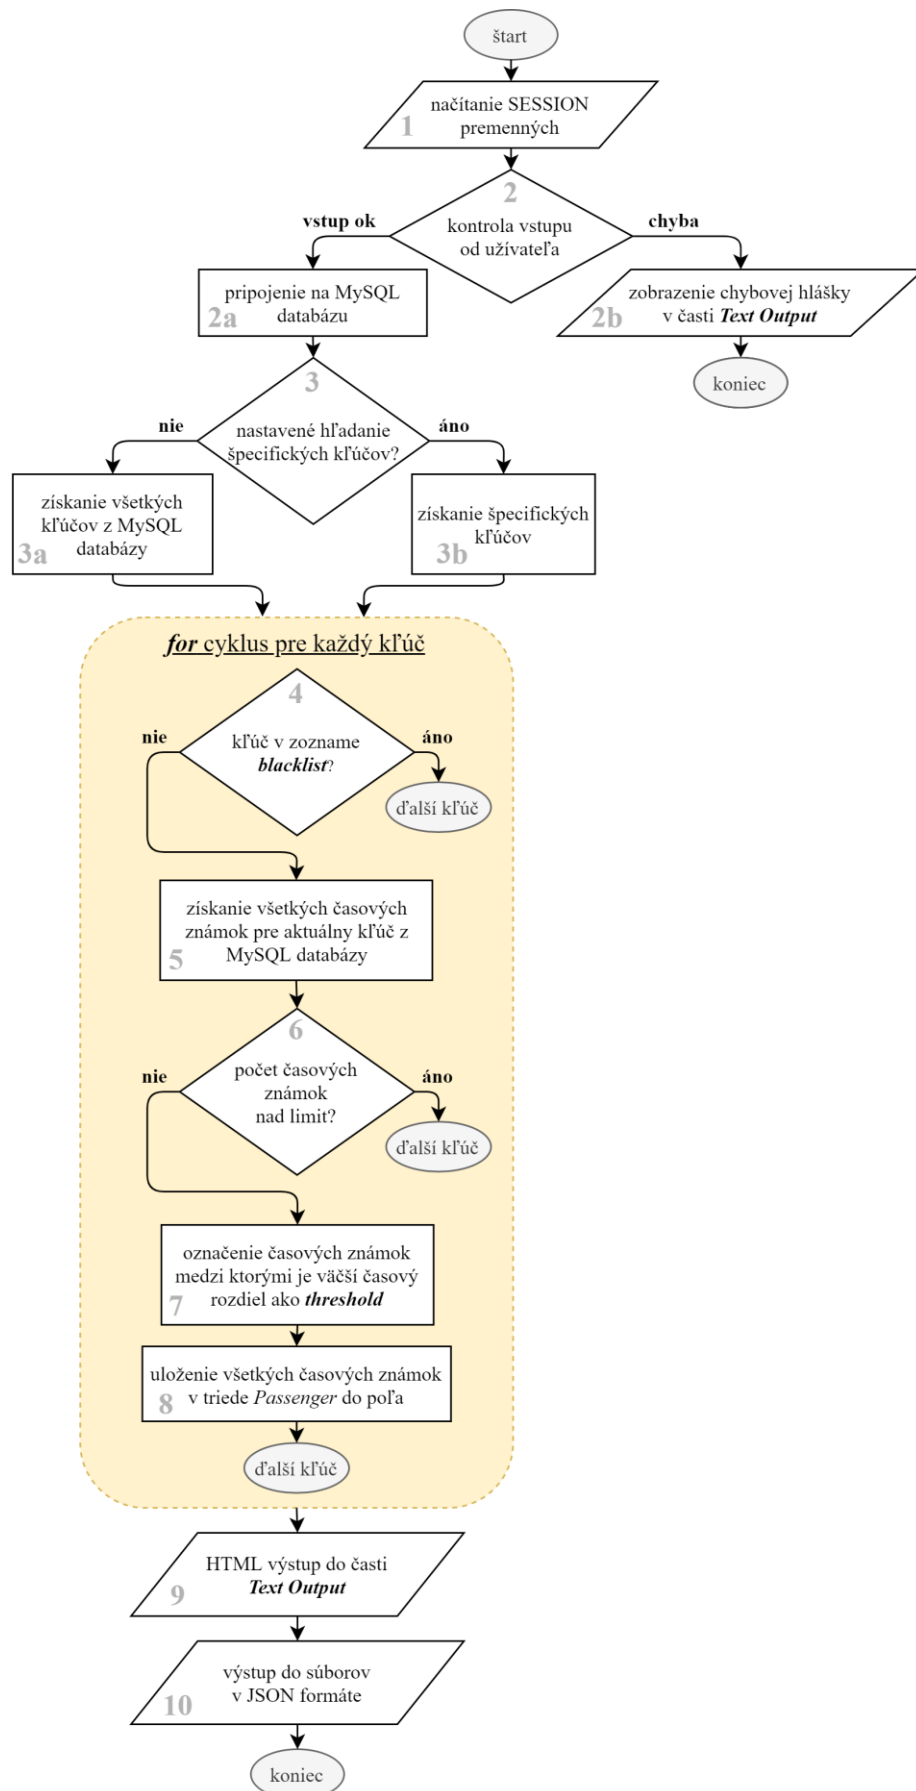 štart
načítanie SESSION
premenných
1
2
kontrola vstupu
od užívateľa
vstup ok
chyba
pripojenie na MySQL
databázu
2a
zobrazenie chybovej hlášky
v časti Text Output
2b
koniec
3
nastavené hľadanie
špecifických kľúčov?
nie
áno
získanie všetkých
kľúčov z MySQL
databázy
3a
získanie špecifických
kľúčov
3b
for cyklus pre každý kľúč
4
kľúč v zozname
blacklist?
nie
áno
ďalší kľúč
získanie všetkých časových
známok pre aktuálny kľúč z
MySQL databázy
5
6
počet časových
známok
nad limit?
nie
áno
ďalší kľúč
označenie časových známok
medzi ktorými je väčší časový
rozdiel ako threshold
7
uloženie všetkých časových známok
v triede Passenger do poľa
8
ďalší kľúč
HTML výstup do časti
Text Output
9
výstup do súborov
v JSON formáte
10
koniec